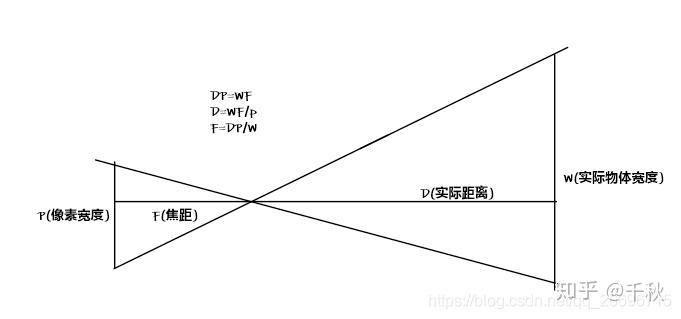 DP=WF
D=WF/P
F=DP/W
W(实际物体宽度)
D(实际距离)
P(像素宽度)
F(焦距)
知乎 @千秋